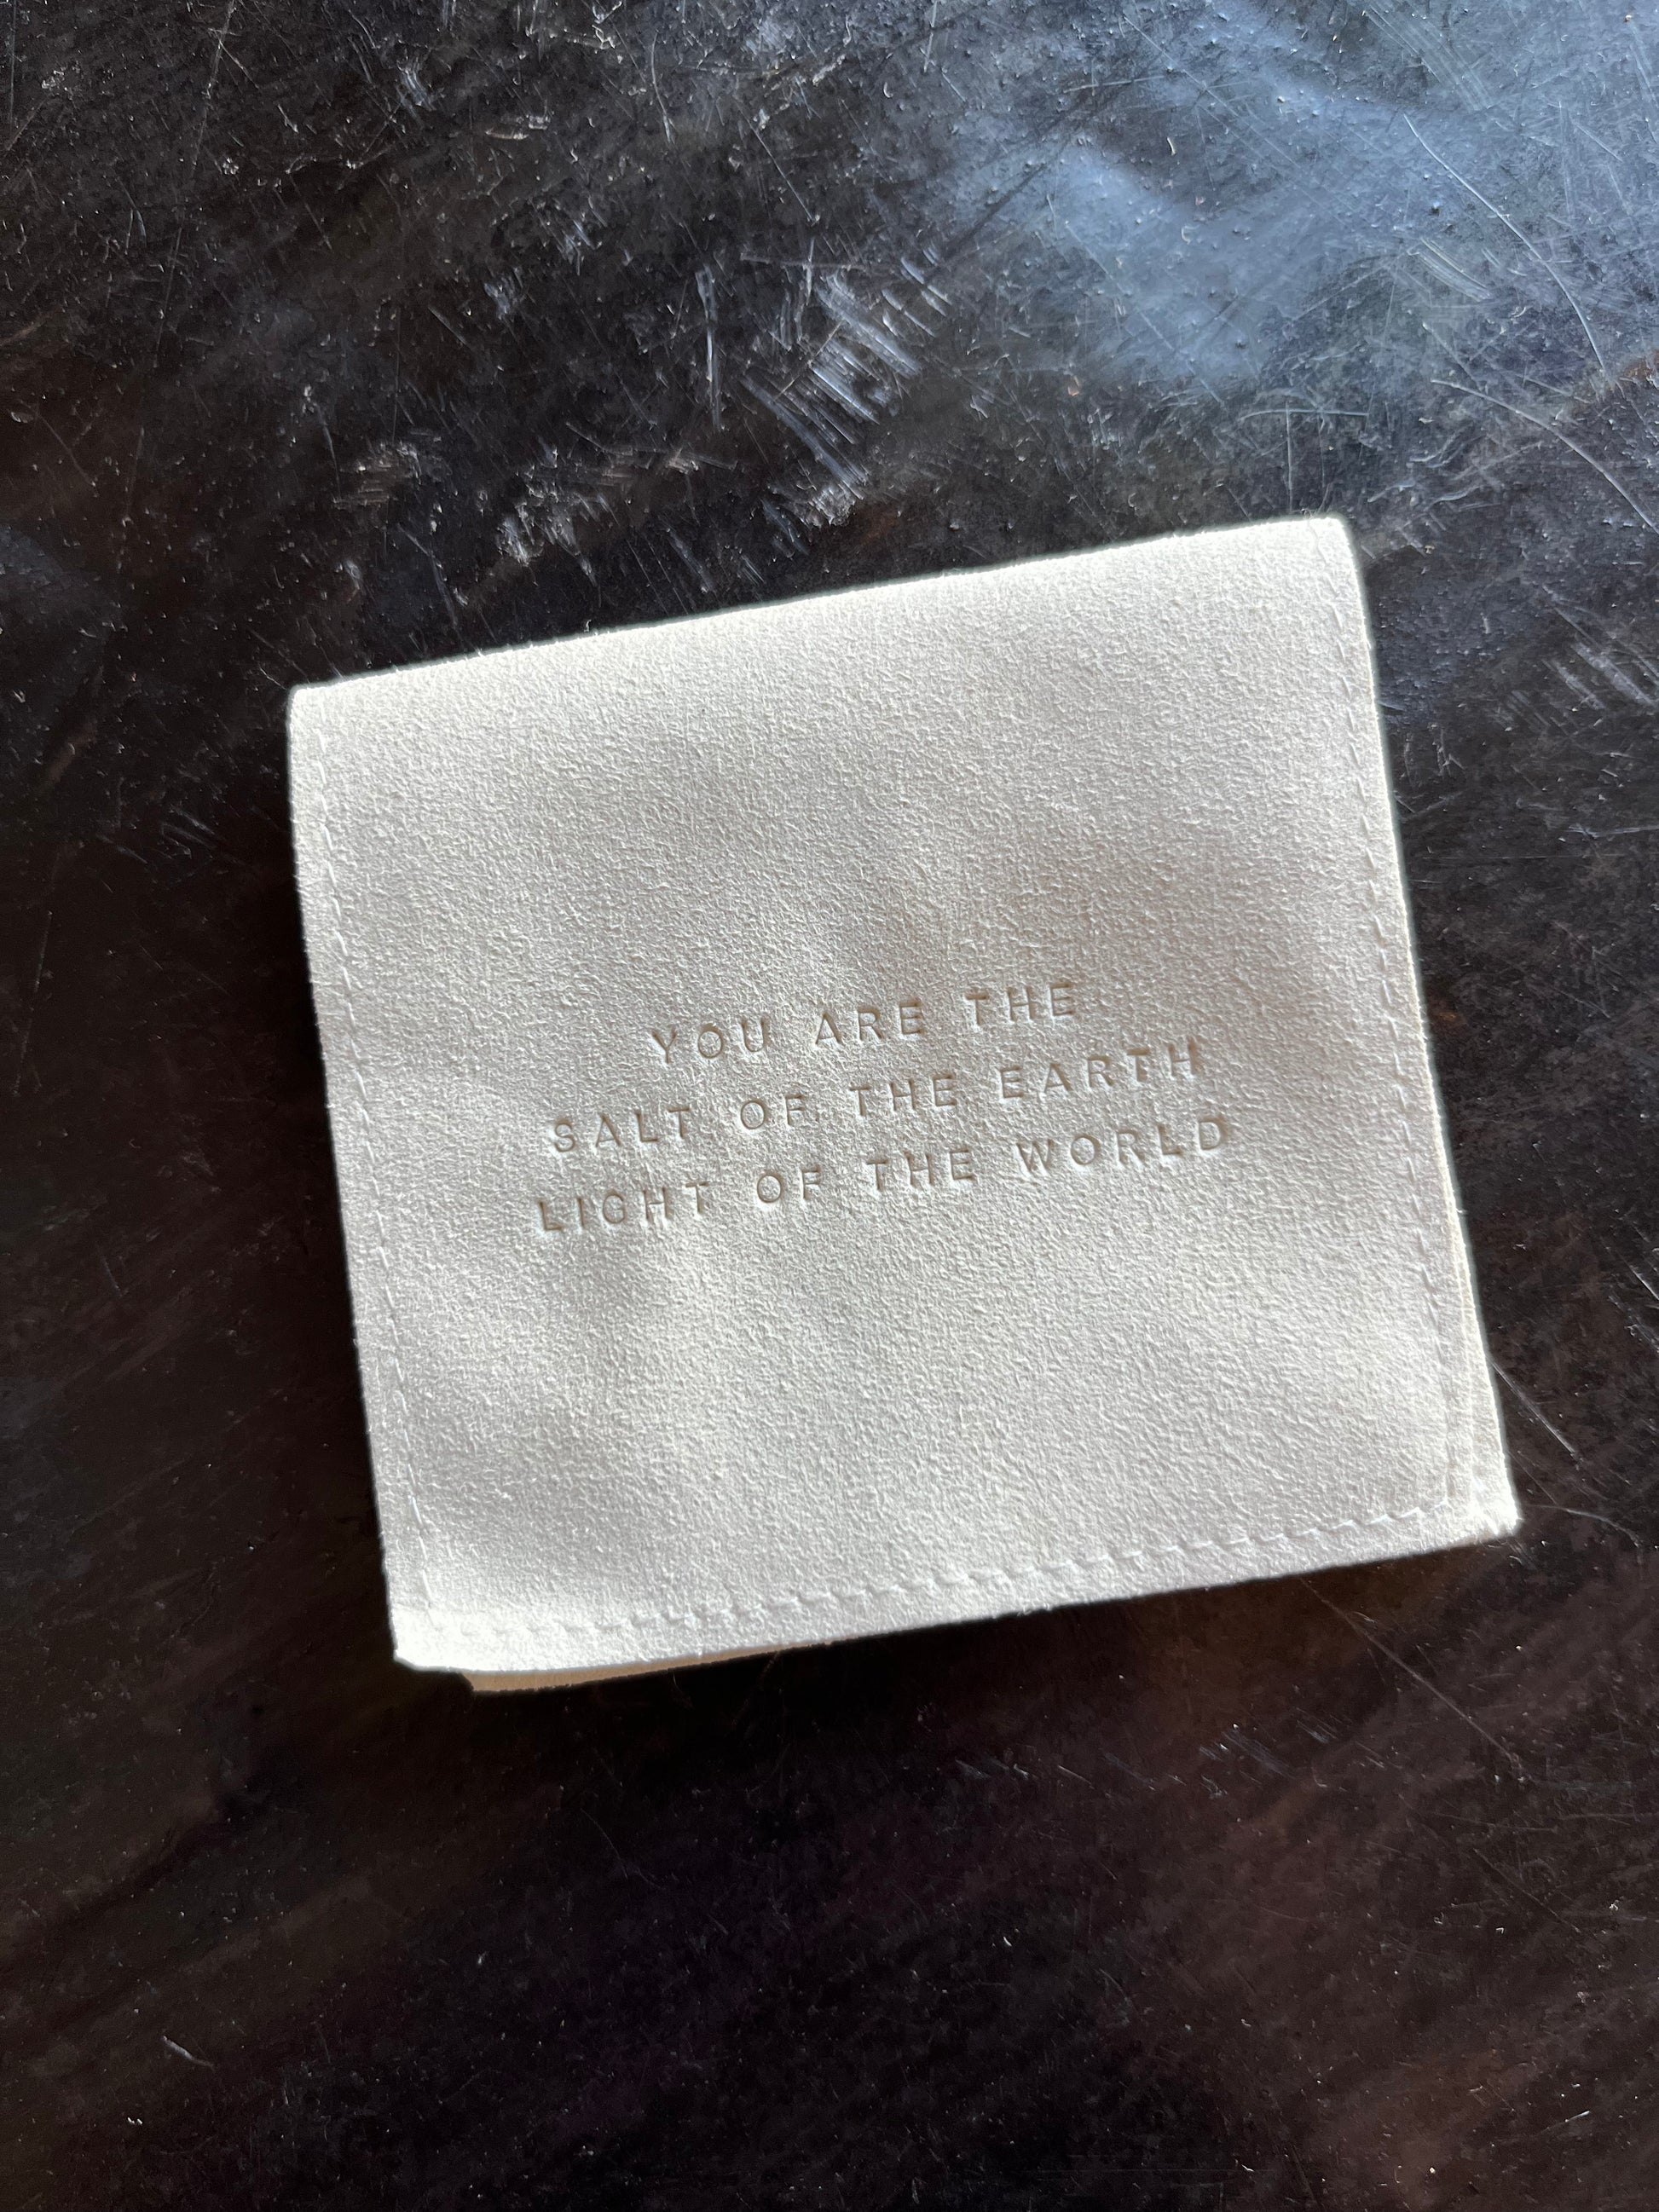 YOU ARE THE
SALT OF THE EARTH
LIGHT OF THE WORLD